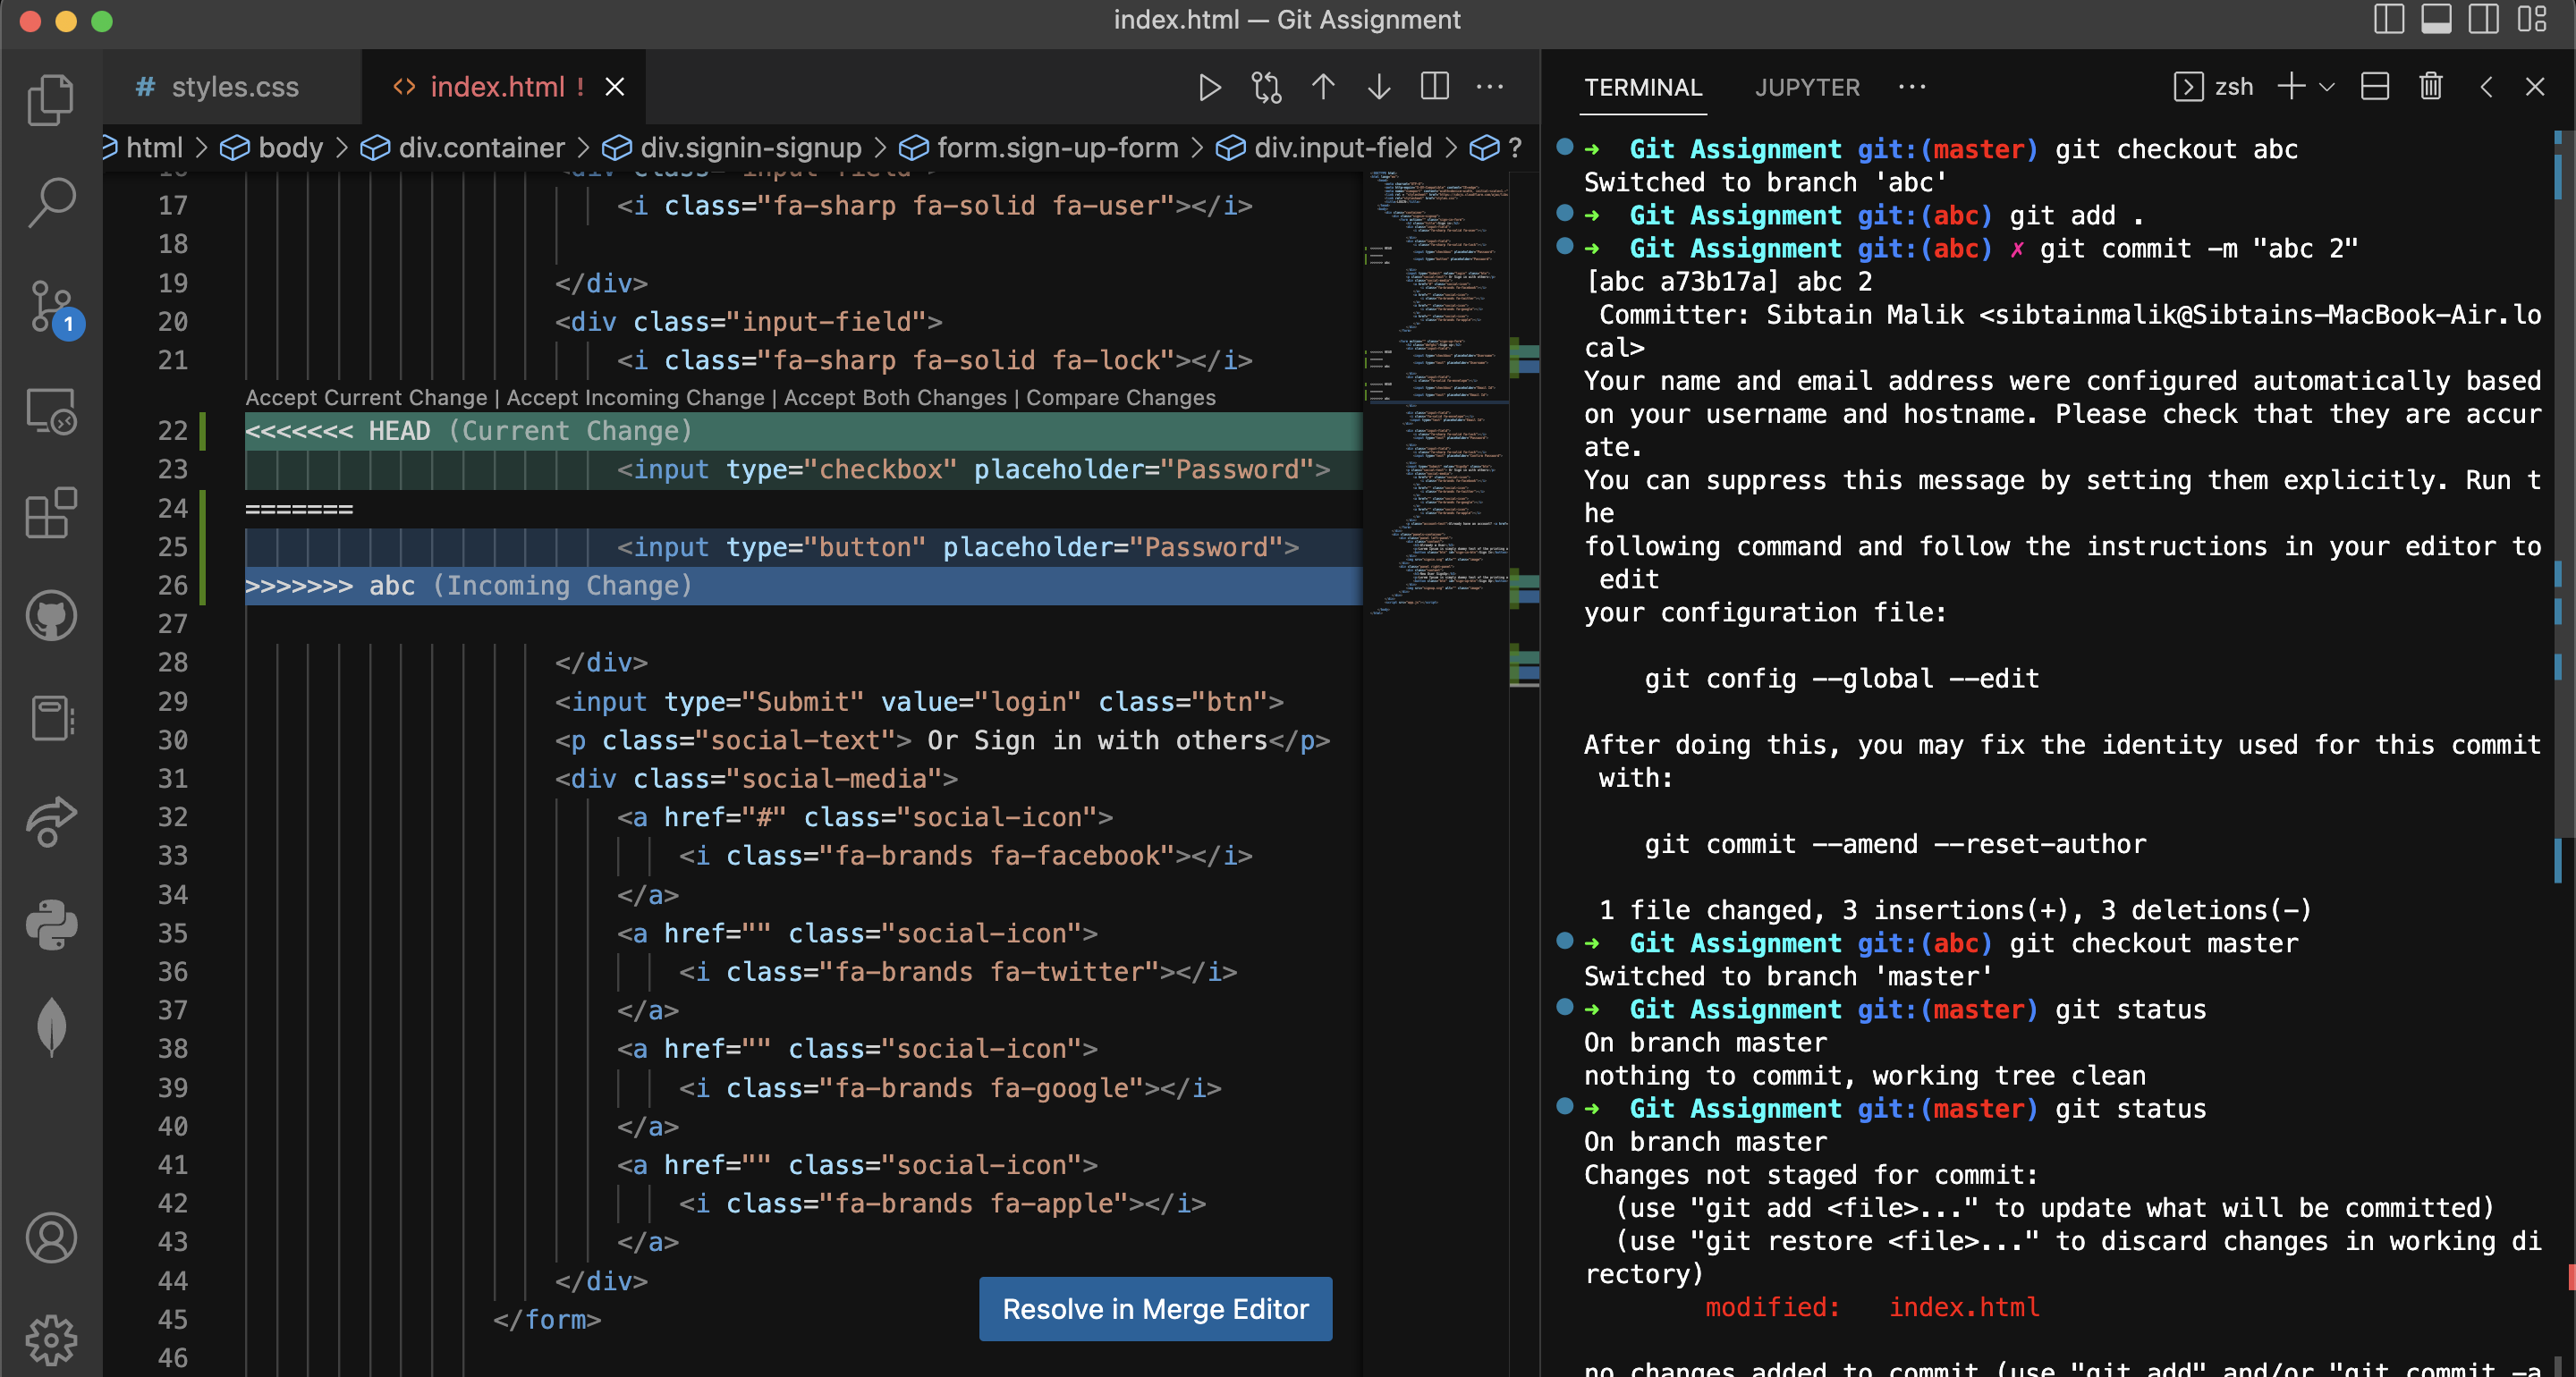 index.html — Git Assignment
# styles.css
<> index.html !
html > body > div.container > div.signin-signup > form.sign-up-form > div.input-field > ?
17 <i class="fa-sharp fa-solid fa-user"></i>
18
19 </div>
20 <div class="input-field">
21 <i class="fa-sharp fa-solid fa-lock"></i>
Accept Current Change | Accept Incoming Change | Accept Both Changes | Compare Changes
22 <<<<<<< HEAD (Current Change)
23 <input type="checkbox" placeholder="Password">
24 =======
25 <input type="button" placeholder="Password">
26 >>>>>>> abc (Incoming Change)
27
28 </div>
29 <input type="Submit" value="login" class="btn">
30 <p class="social-text"> Or Sign in with others</p>
31 <div class="social-media">
32 <a href="#" class="social-icon">
33 <i class="fa-brands fa-facebook"></i>
34 </a>
35 <a href="" class="social-icon">
36 <i class="fa-brands fa-twitter"></i>
37 </a>
38 <a href="" class="social-icon">
39 <i class="fa-brands fa-google"></i>
40 </a>
41 <a href="" class="social-icon">
42 <i class="fa-brands fa-apple"></i>
43 </a>
44 </div>
45 </form>
46
Resolve in Merge Editor
1
TERMINAL
JUPYTER
zsh
➜ Git Assignment git:(master) git checkout abc
Switched to branch 'abc'
➜ Git Assignment git:(abc) git add .
➜ Git Assignment git:(abc) ✗ git commit -m "abc 2"
[abc a73b17a] abc 2
Committer: Sibtain Malik <sibtainmalik@Sibtains-MacBook-Air.lo
cal>
Your name and email address were configured automatically based
on your username and hostname. Please check that they are accur
ate.
You can suppress this message by setting them explicitly. Run t
he
following command and follow the instructions in your editor to
edit
your configuration file:
git config --global --edit
After doing this, you may fix the identity used for this commit
with:
git commit --amend --reset-author
1 file changed, 3 insertions(+), 3 deletions(-)
➜ Git Assignment git:(abc) git checkout master
Switched to branch 'master'
➜ Git Assignment git:(master) git status
On branch master
nothing to commit, working tree clean
➜ Git Assignment git:(master) git status
On branch master
Changes not staged for commit:
(use "git add <file>..." to update what will be committed)
(use "git restore <file>..." to discard changes in working di
rectory)
modified: index.html
no changes added to commit (use "git add" and/or "git commit -a